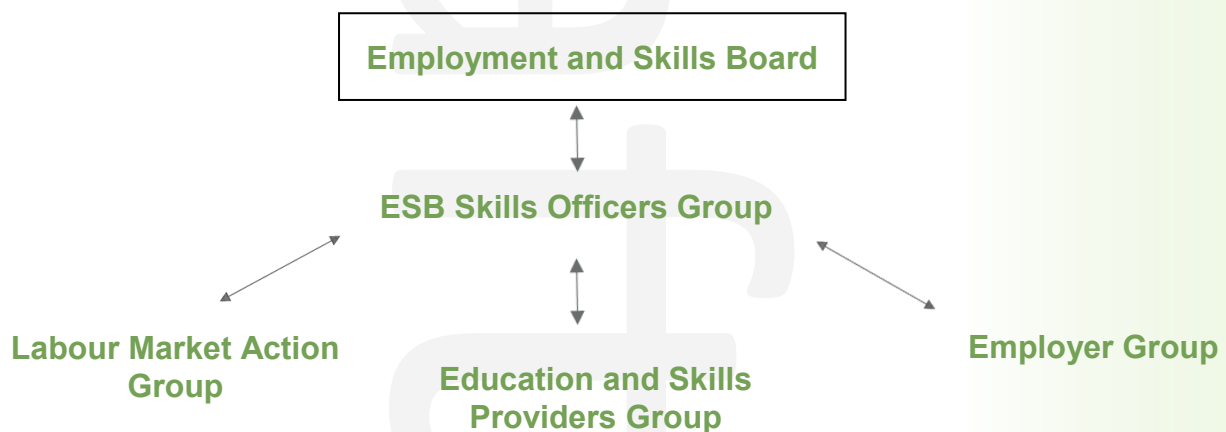 Employment and Skills Board
ESB Skills Officers Group
Labour Market Action
Group
Education and Skills
Providers Group
Employer Group